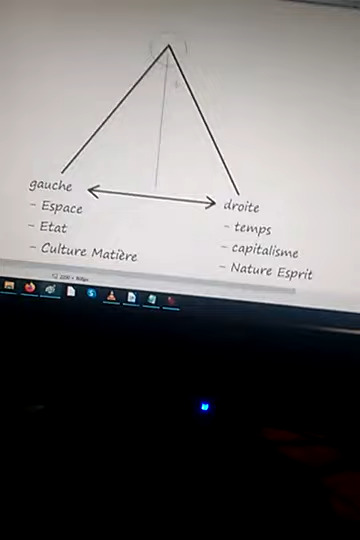 gauche
- Espace
- Etat
- Culture Matière
droite
- temps
- capitalisme
- Nature Esprit